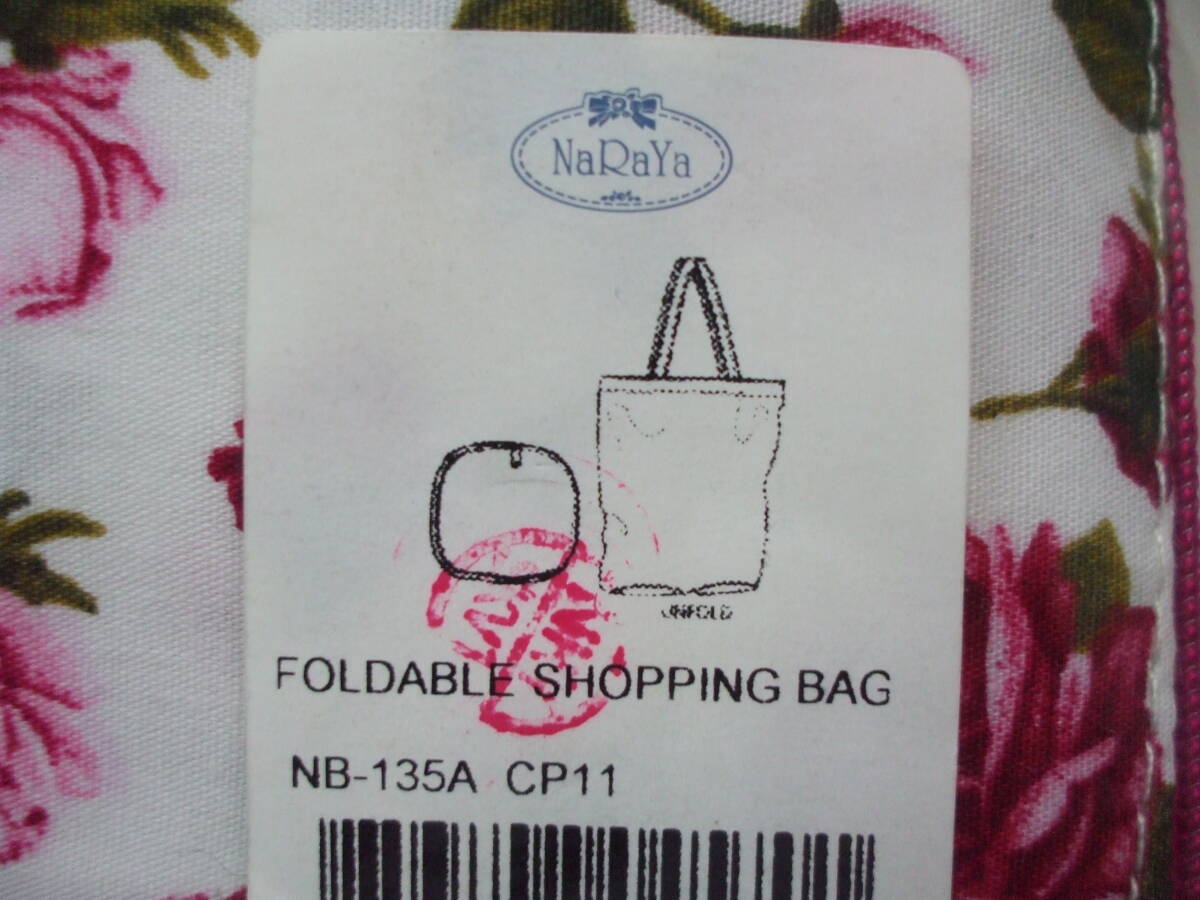 NaRaYa
UNFOLD
FOLDABLE SHOPPING BAG
NB-135A CP11